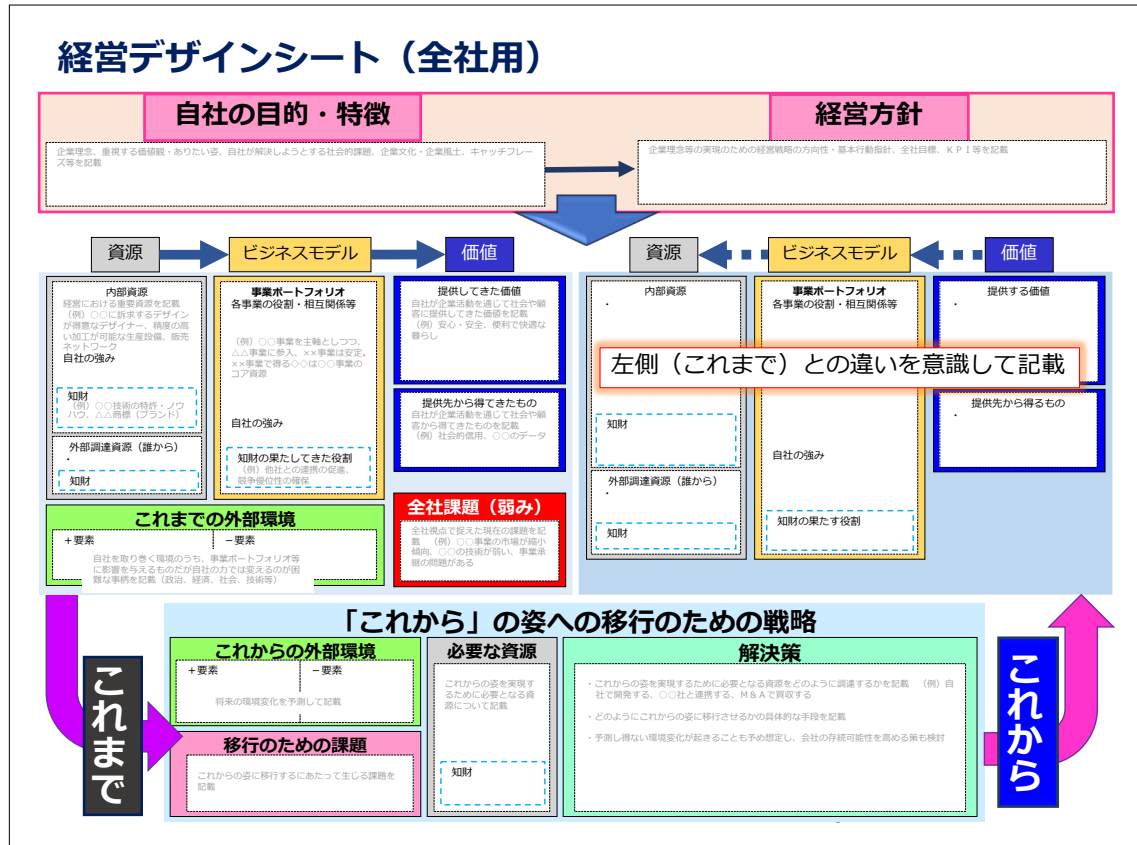 経営デザインシート（全社用）
自社の目的・特徴
企業理念、重視する価値観・ありたい姿、自社が解決しようとする社会的課題、企業文化・企業風土、キャッチフレー
ズ等を記載
経営方針
企業理念等の実現のための経営戦略の方向性・基本行動指針、全社目標、ＫＰＩ等を記載
資源
ビジネスモデル
価値
内部資源
経営における重要資源を記載
（例）○○に訴求するデザイン
が得意なデザイナー、精度の高
い加工が可能な生産設備、販売
ネットワーク
自社の強み
知財
（例）○○技術の特許・ノウ
ハウ、△△商標（ブランド）
外部調達資源（誰から）
・
知財
事業ポートフォリオ
各事業の役割・相互関係等
（例）○○事業を主軸としつつ、
△△事業に参入、××事業は安定、
××事業で得る◇◇は○○事業の
コア資源
自社の強み
知財の果たしてきた役割
（例）他社との連携の促進、
競争優位性の確保
提供してきた価値
自社が企業活動を通じて社会や顧
客に提供してきた価値を記載
（例）安心・安全、便利で快適な
暮らし
提供先から得てきたもの
自社が企業活動を通じて社会や顧
客から得てきたものを記載
（例）社会的信用、○○のデータ
これまでの外部環境
＋要素
－要素
自社を取り巻く環境のうち、事業ポートフォリオ等
に影響を与えるものだが自社の力では変えるのが困
難な事柄を記載（政治、経済、社会、技術等）
全社課題（弱み）
全社視点で捉えた現在の課題を記
載　（例）○○事業の市場が縮小
傾向、○○の技術が弱い、事業承
継の問題がある
資源
ビジネスモデル
価値
内部資源
・
知財
外部調達資源（誰から）
・
知財
事業ポートフォリオ
各事業の役割・相互関係等
自社の強み
知財の果たす役割
提供する価値
・
左側（これまで）との違いを意識して記載
提供先から得るもの
・
これまで
「これから」の姿への移行のための戦略
これからの外部環境
＋要素
－要素
将来の環境変化を予測して記載
移行のための課題
これからの姿に移行するにあたって生じる課題を
記載
必要な資源
これからの姿を実現す
るために必要となる資
源について記載
知財
解決策
・これからの姿を実現するために必要となる資源をどのように調達するかを記載　（例）自
社で開発する、○○社と連携する、Ｍ＆Ａで買収する
・どのようにこれからの姿に移行させるかの具体的な手段を記載
・予測し得ない環境変化が起きることも予め想定し、会社の存続可能性を高める策も検討
これから